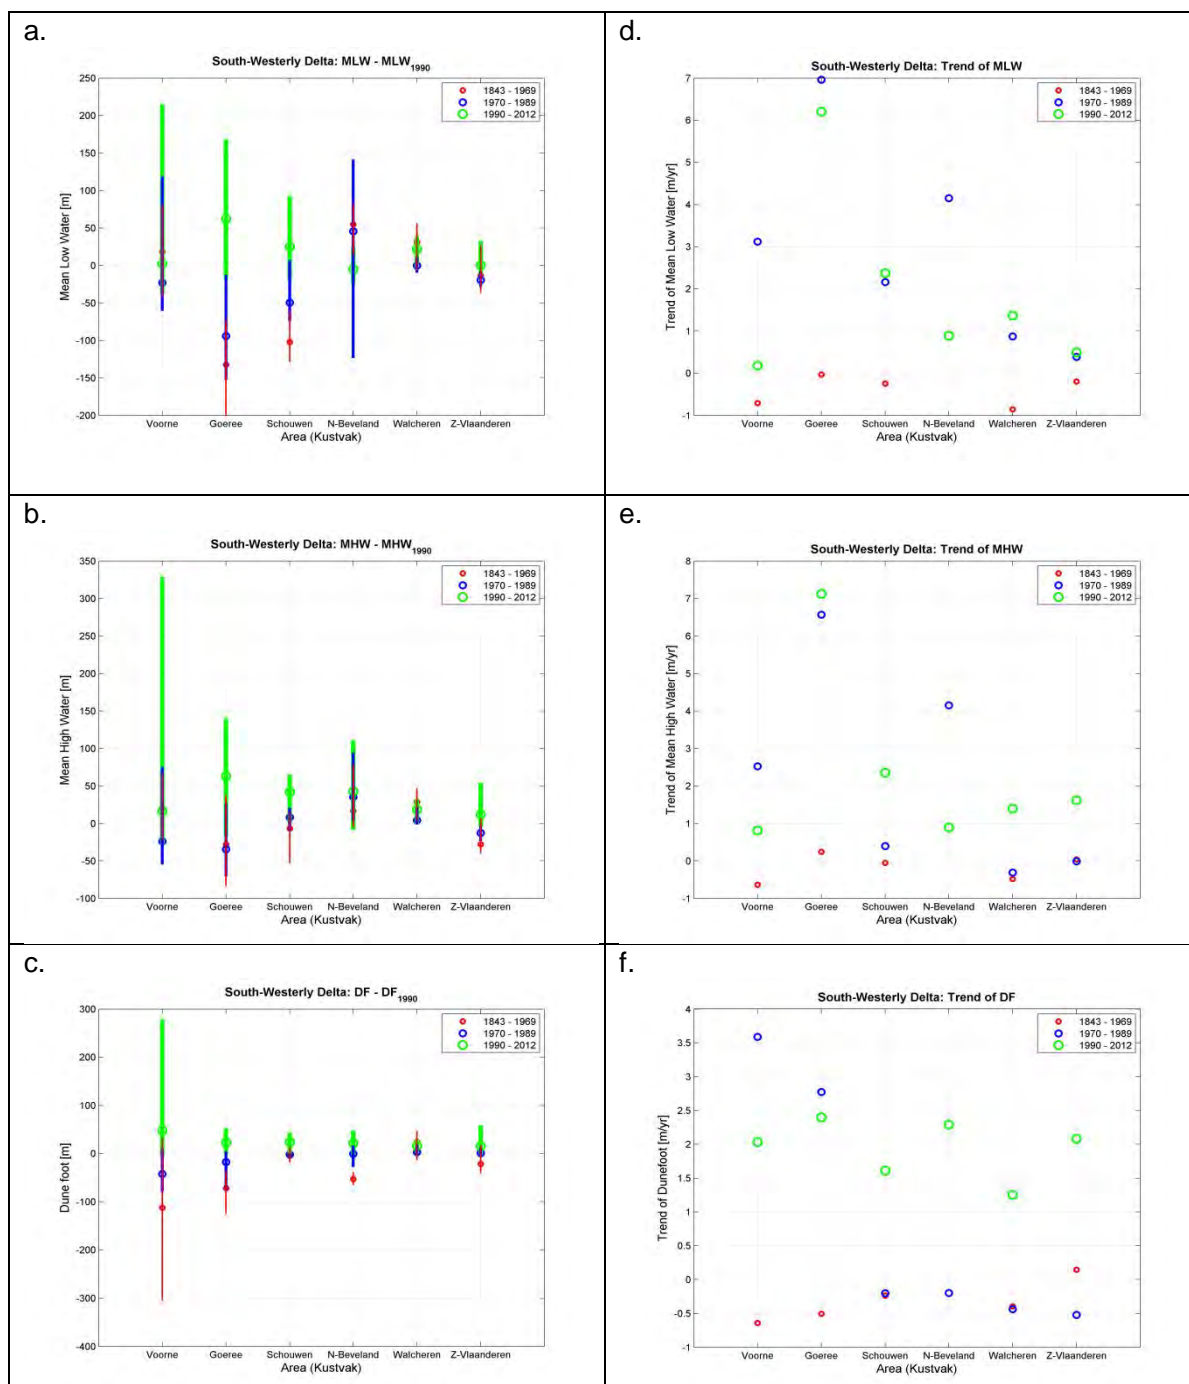 a.
South-Westerly Delta: MLW - MLW1990
250
200
150
100
50
0
-50
-100
-150
-200
Mean Low Water [m]
1843 - 1969
1970 - 1989
1990 - 2012
Voorne Goeree Schouwen N-Beveland Walcheren Z-Vlaanderen
Area (Kustvak)
d.
South-Westerly Delta: Trend of MLW
7
6
5
4
3
2
1
0
-1
Trend of Mean Low Water [m/yr]
1843 - 1969
1970 - 1989
1990 - 2012
Voorne Goeree Schouwen N-Beveland Walcheren Z-Vlaanderen
Area (Kustvak)
b.
South-Westerly Delta: MHW - MHW1990
350
300
250
200
150
100
50
0
-50
-100
Mean High Water [m]
1843 - 1969
1970 - 1989
1990 - 2012
Voorne Goeree Schouwen N-Beveland Walcheren Z-Vlaanderen
Area (Kustvak)
e.
South-Westerly Delta: Trend of MHW
8
7
6
5
4
3
2
1
0
-1
Trend of Mean High Water [m/yr]
1843 - 1969
1970 - 1989
1990 - 2012
Voorne Goeree Schouwen N-Beveland Walcheren Z-Vlaanderen
Area (Kustvak)
c.
South-Westerly Delta: DF - DF1990
300
200
100
0
-100
-200
-300
-400
Dune foot [m]
1843 - 1969
1970 - 1989
1990 - 2012
Voorne Goeree Schouwen N-Beveland Walcheren Z-Vlaanderen
Area (Kustvak)
f.
South-Westerly Delta: Trend of DF
4
3.5
3
2.5
2
1.5
1
0.5
0
-0.5
-1
Trend of Dunefoot [m/yr]
1843 - 1969
1970 - 1989
1990 - 2012
Voorne Goeree Schouwen N-Beveland Walcheren Z-Vlaanderen
Area (Kustvak)